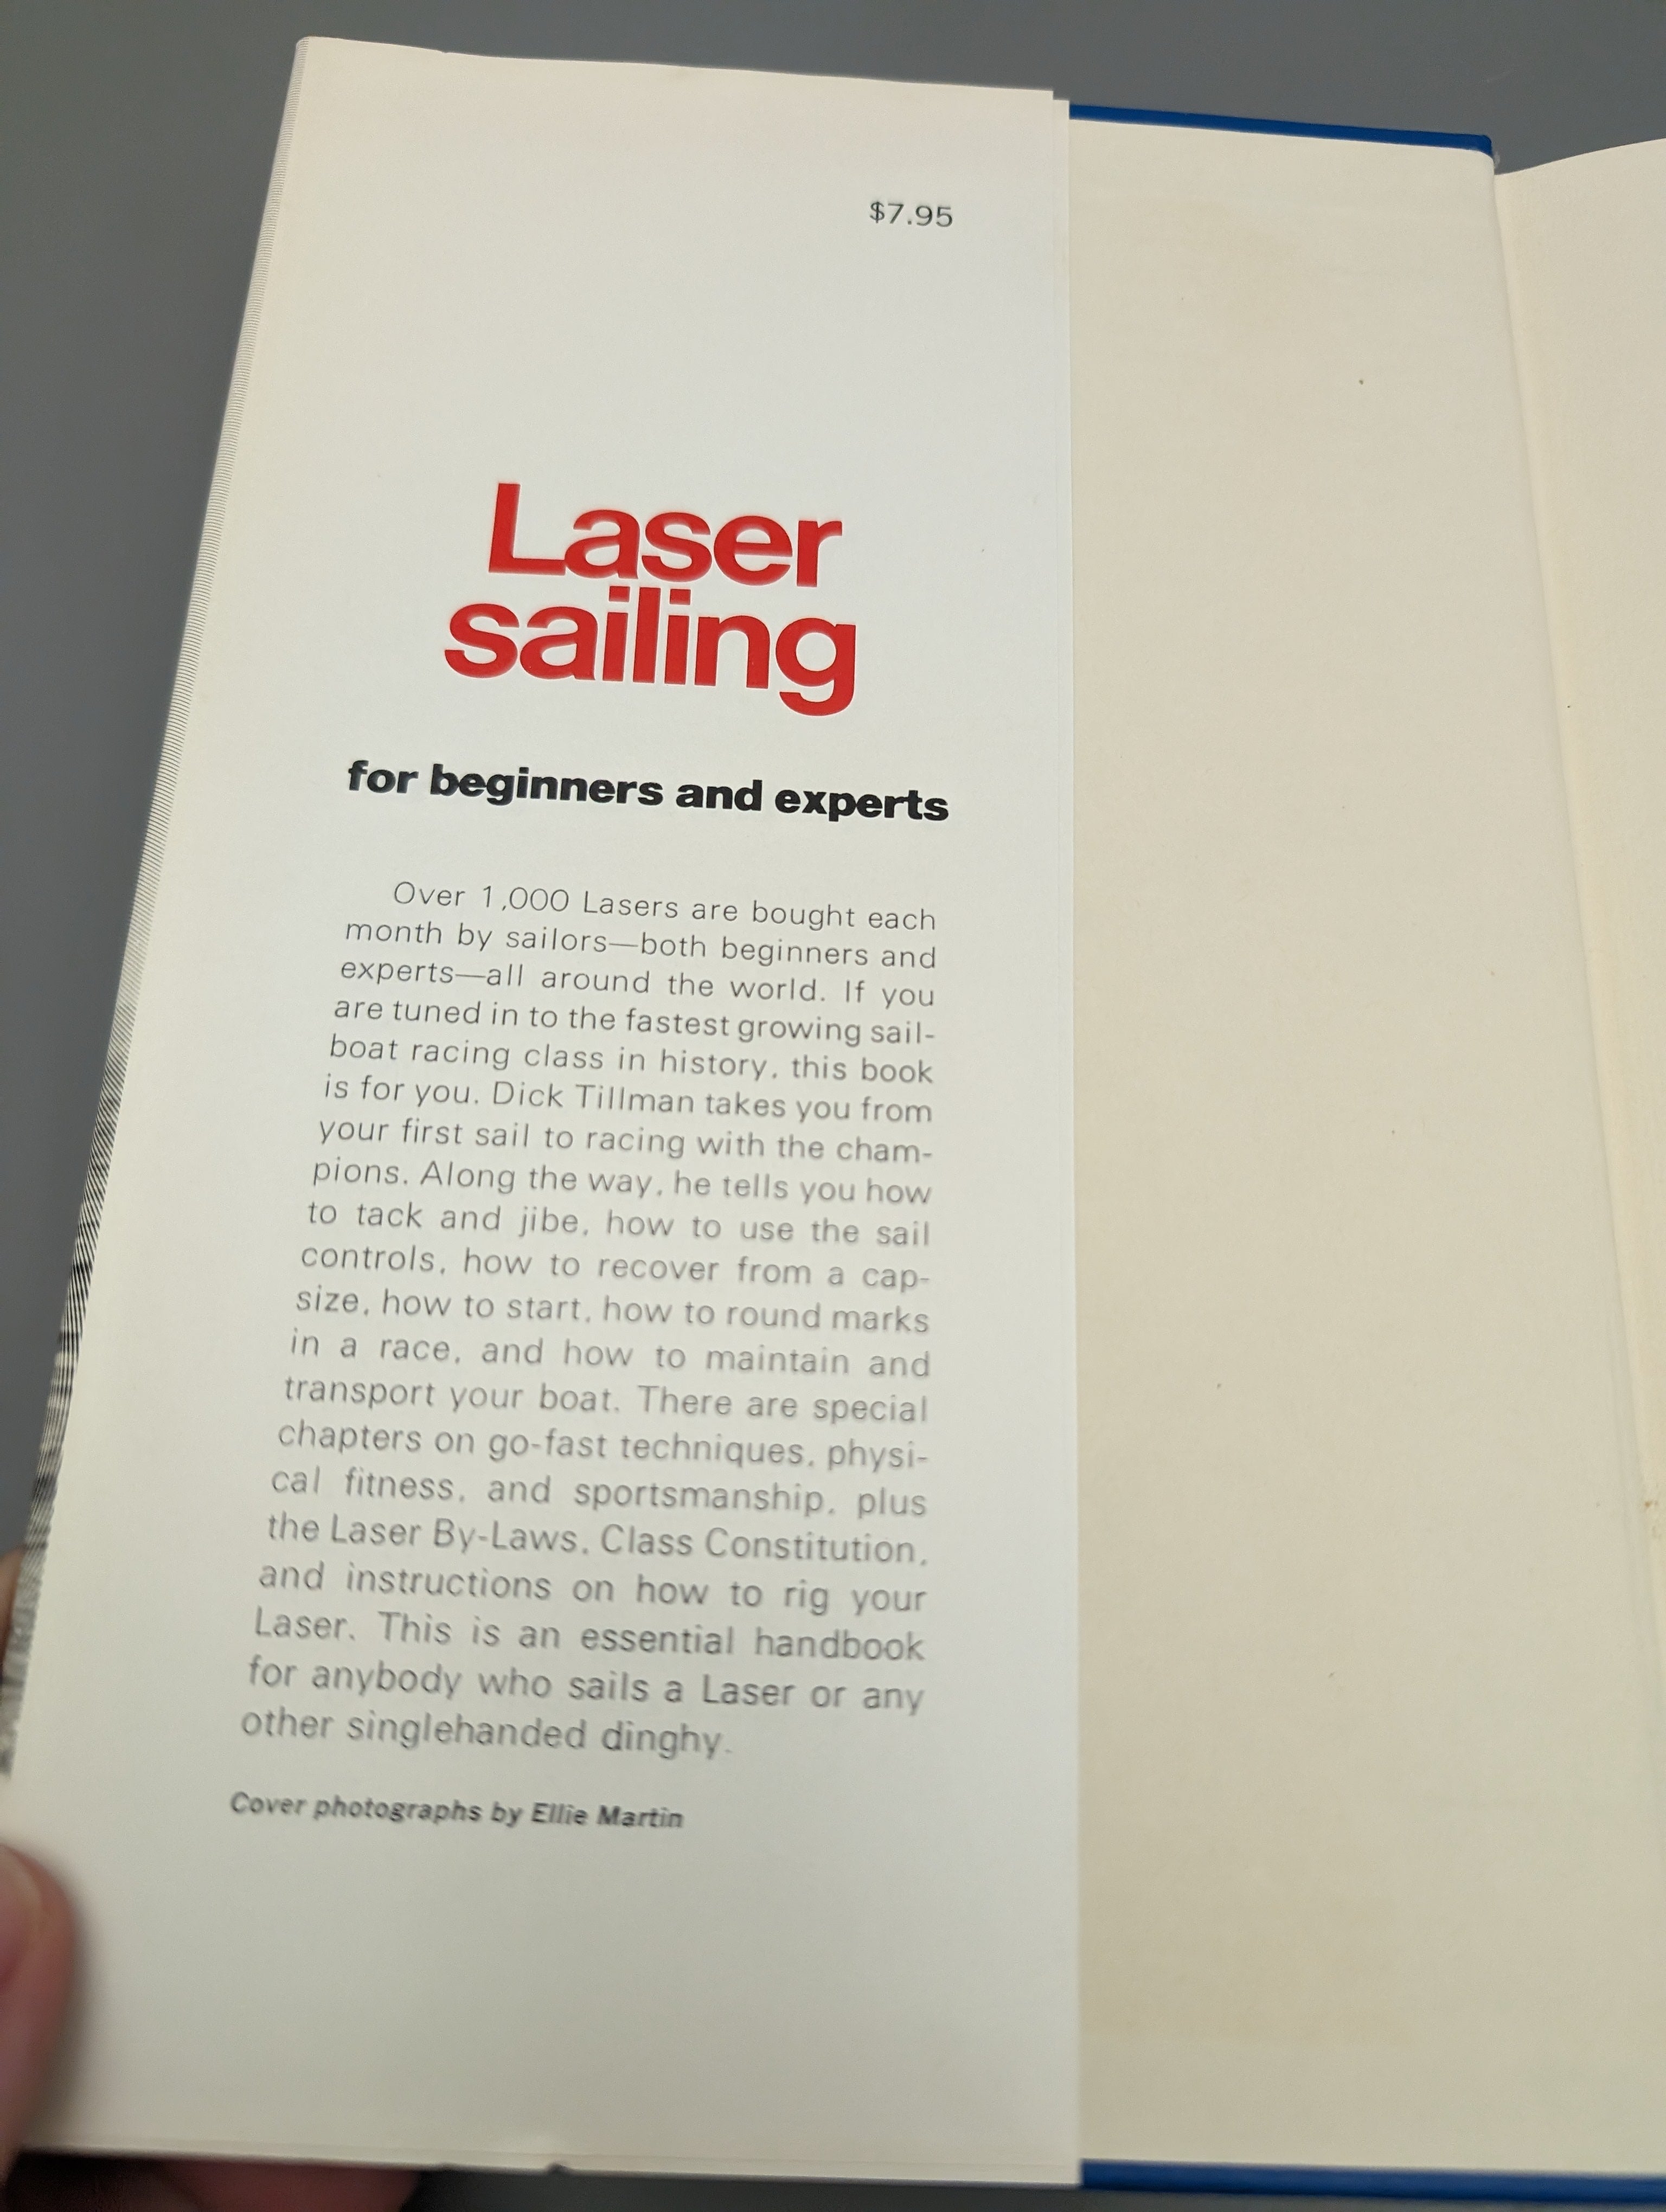 $7.95
Laser
sailing
for beginners and experts
Over 1,000 Lasers are bought each
month by sailors—both beginners and
experts—all around the world. If you
are tuned in to the fastest growing sail-
boat racing class in history, this book
is for you. Dick Tillman takes you from
your first sail to racing with the cham-
pions. Along the way, he tells you how
to tack and jibe, how to use the sail
controls, how to recover from a cap-
size, how to start, how to round marks
in a race, and how to maintain and
transport your boat. There are special
chapters on go-fast techniques, physi-
cal fitness, and sportsmanship, plus
the Laser By-Laws, Class Constitution,
and instructions on how to rig your
Laser. This is an essential handbook
for anybody who sails a Laser or any
other singlehanded dinghy.
Cover photographs by Ellie Martin